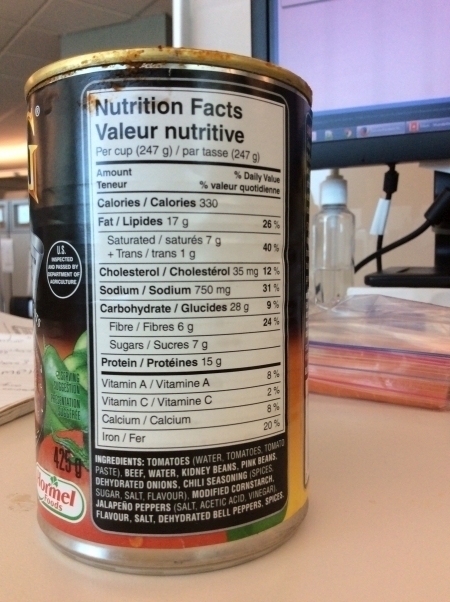 Nutrition Facts
Valeur nutritive
Per cup (247 g) / par tasse (247 g)
Amount % Daily Value
Teneur % valeur quotidienne
Calories / Calories 330
Fat / Lipides 17 g 26 %
Saturated / saturés 7 g
+ Trans / trans 1 g 40 %
Cholesterol / Cholestérol 35 mg 12 %
Sodium / Sodium 750 mg 31 %
Carbohydrate / Glucides 28 g 9 %
Fibre / Fibres 6 g 24 %
Sugars / Sucres 7 g
Protein / Protéines 15 g
Vitamin A / Vitamine A 8 %
Vitamin C / Vitamine C 2 %
Calcium / Calcium 8 %
Iron / Fer 20 %
INGREDIENTS: TOMATOES (WATER, TOMATOES, TOMATO
PASTE), BEEF, WATER, KIDNEY BEANS, PINK BEANS,
DEHYDRATED ONIONS, CHILI SEASONING (SPICES,
SUGAR, SALT, FLAVOUR), MODIFIED CORNSTARCH,
JALAPEÑO PEPPERS (SALT, ACETIC ACID, VINEGAR),
FLAVOUR, SALT, DEHYDRATED BELL PEPPERS, SPICES.
U.S.
INSPECTED
AND PASSED BY
DEPARTMENT OF
AGRICULTURE
SERVING
SUGGESTION
425 g
Hormel
foods